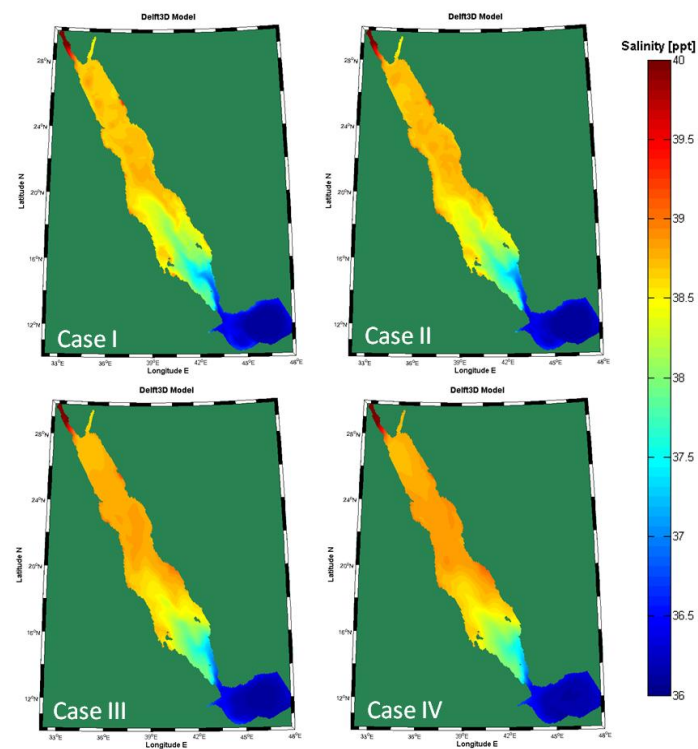 Delft3D Model
Delft3D Model
Salinity [ppt]
40
39.5
39
38.5
38
37.5
37
36.5
36
28°N
24°N
20°N
16°N
12°N
Latitude N
Case I
33°E 36°E 39°E 42°E 45°E 48°E
Longitude E
28°N
24°N
20°N
16°N
12°N
Latitude N
Case II
33°E 36°E 39°E 42°E 45°E 48°E
Longitude E
Delft3D Model
Delft3D Model
28°N
24°N
20°N
16°N
12°N
Latitude N
Case III
33°E 36°E 39°E 42°E 45°E 48°E
Longitude E
28°N
24°N
20°N
16°N
12°N
Latitude N
Case IV
33°E 36°E 39°E 42°E 45°E 48°E
Longitude E